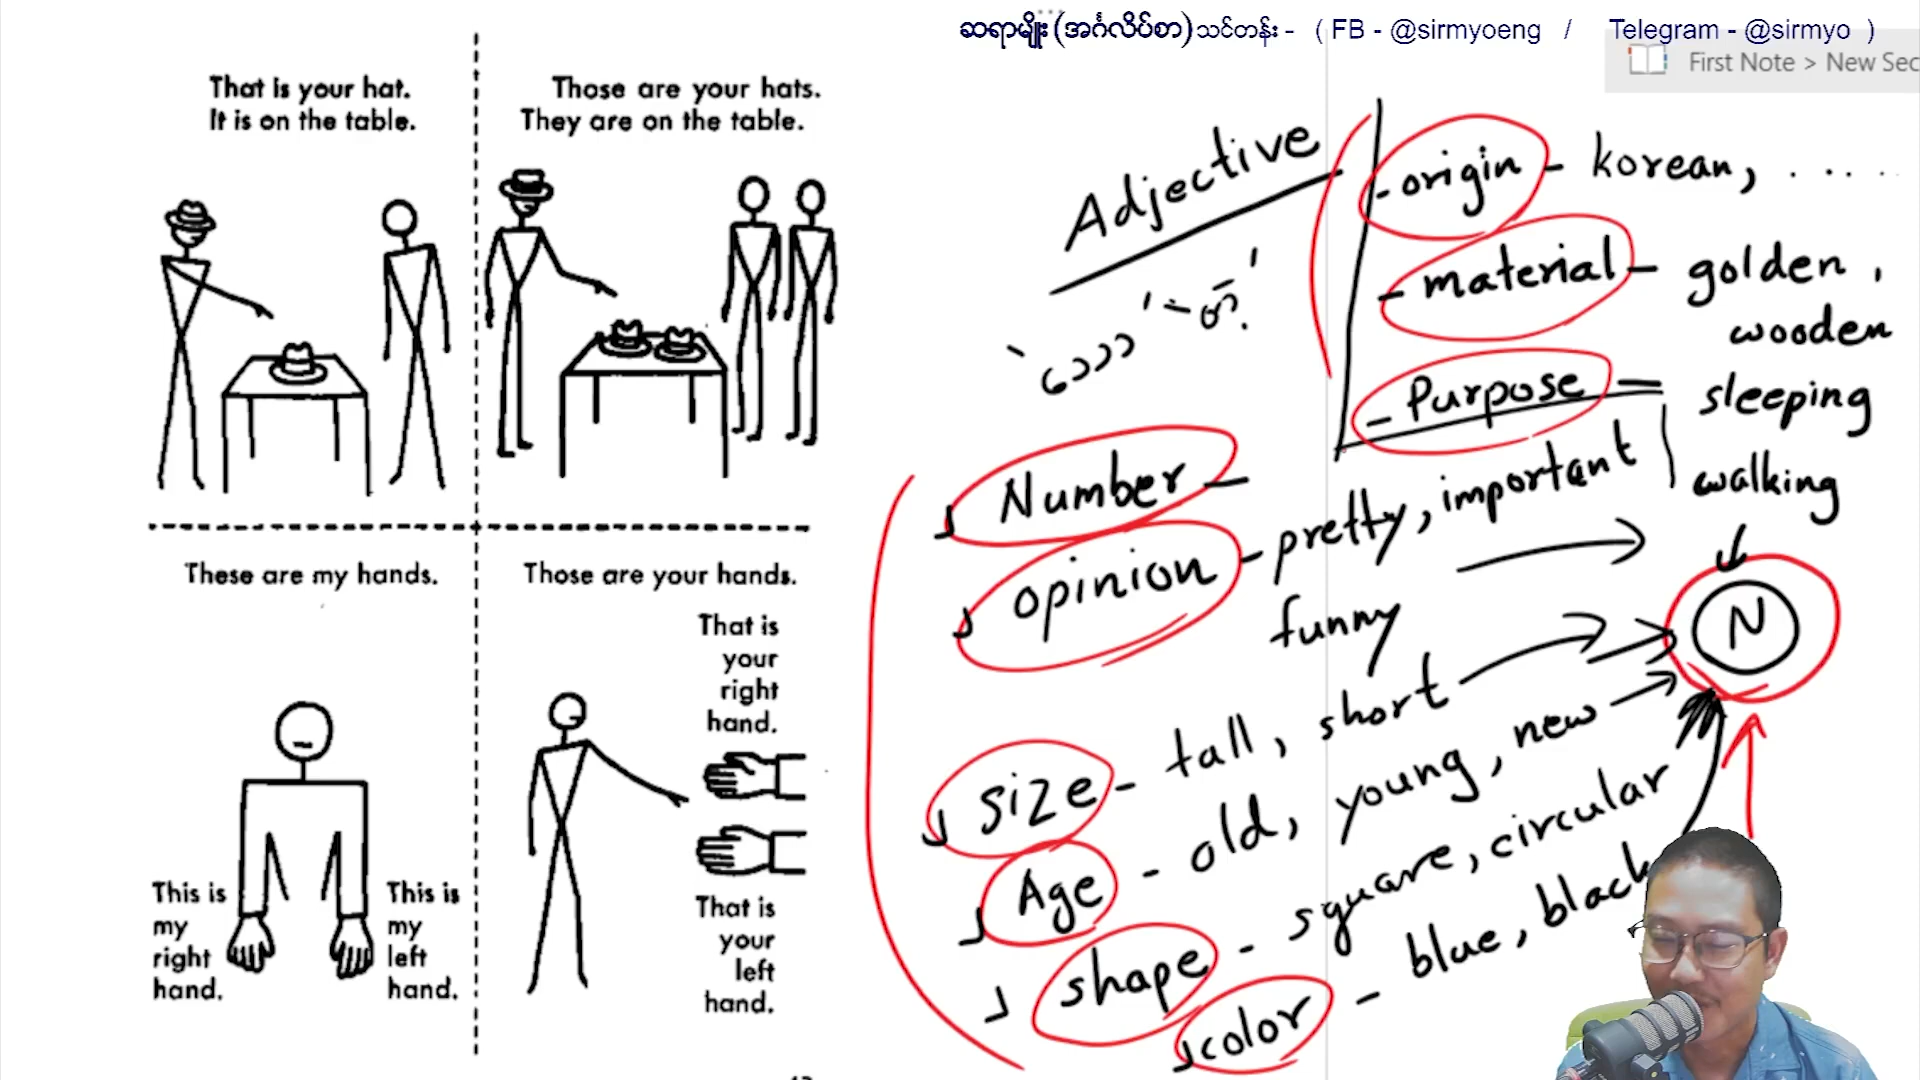 ဆရာမျိုး (အင်္ဂလိပ်စာ) သင်တန်း - ( FB - @sirmyoeng / Telegram - @sirmyo )
First Note > New Sec
That is your hat.
It is on the table.
Those are your hats.
They are on the table.
These are my hands.
This is
my
right
hand.
This is
my
left
hand.
Those are your hands.
That is
your
right
hand.
That is
your
left
hand.
Adjective
- origin - korean, .....
- material - golden,
wooden
- Purpose = sleeping
walking
Number -
opinion - pretty, important
funny
N
size - tall, short
Age - old, young, new
shape - square, circular
color - blue, black